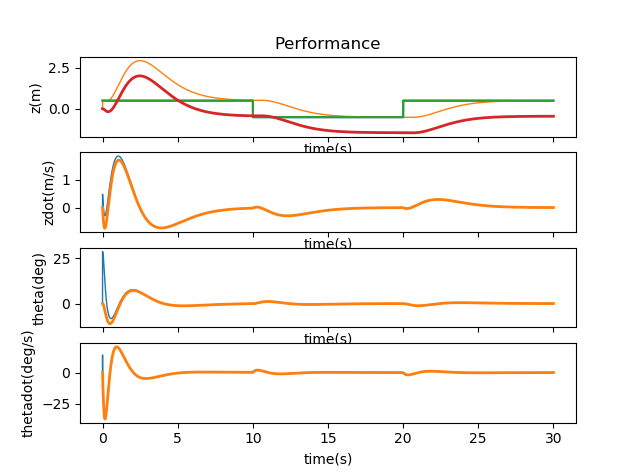 Performance
2.5
0.0
z(m)
time(s)
1
0
zdot(m/s)
time(s)
25
0
theta(deg)
time(s)
0
−25
thetadot(deg/s)
0
5
10
15
20
25
30
time(s)